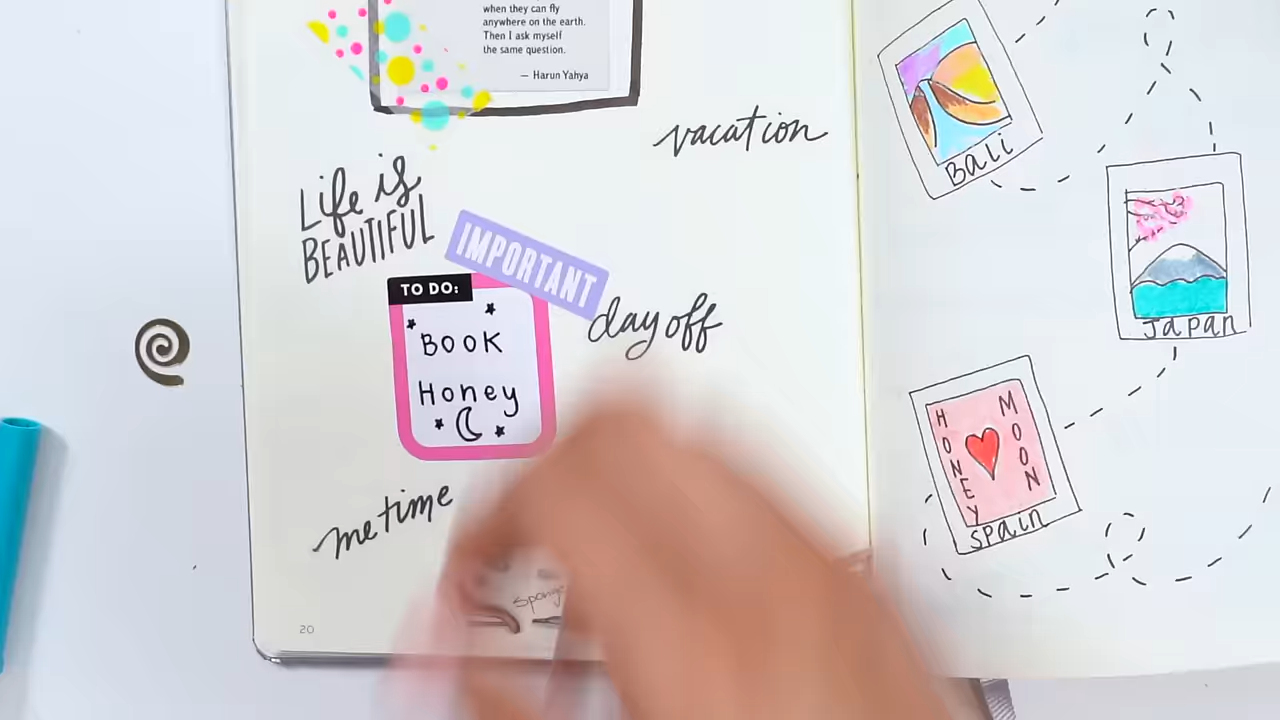 when they can fly
anywhere on the earth.
Then I ask myself
the same question.
— Harun Yahya
vacation
Life is
BEAUTIFUL
IMPORTANT
TO DO:
BOOK
Honey
day off
me time
20
Bali
Japan
HONEY
MOON
Spain